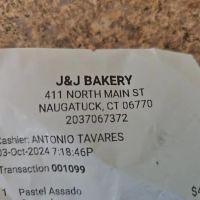 J&J BAKERY
411 NORTH MAIN ST
NAUGATUCK, CT 06770
2037067372
Cashier: ANTONIO TAVARES
03-Oct-2024 7:18:46P
Transaction 001099
1 Pastel Assado